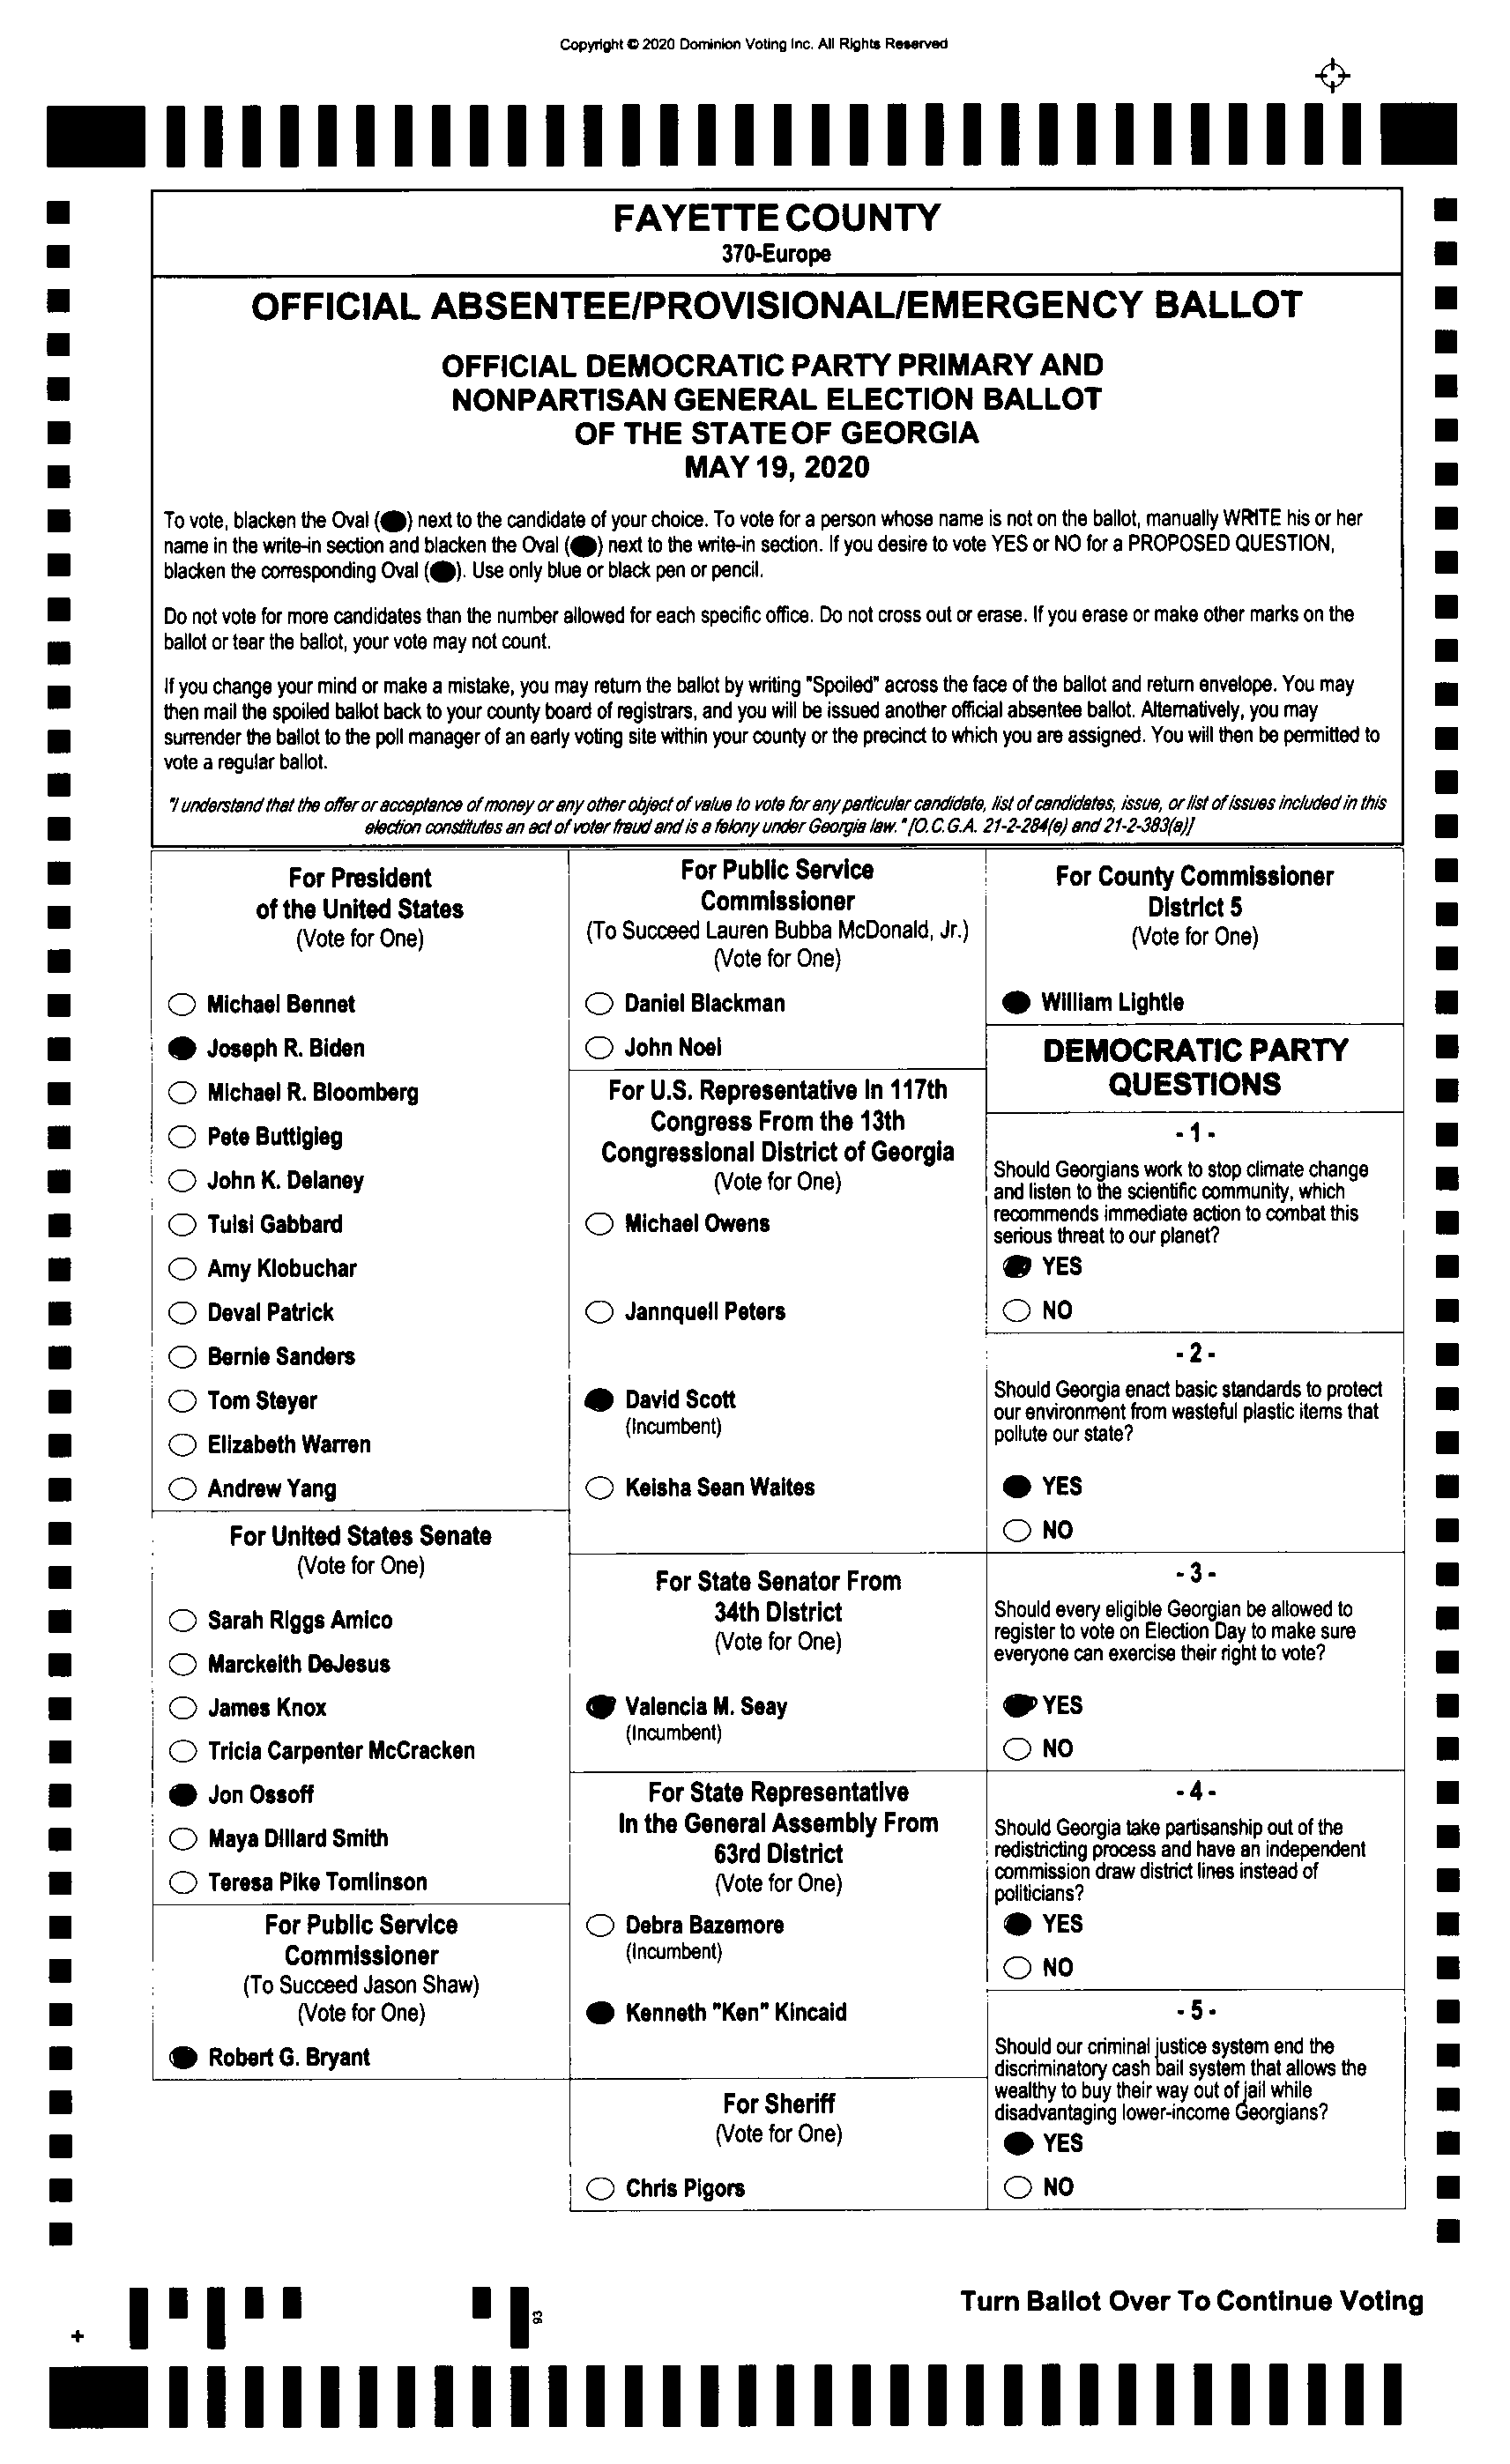 Copyright © 2020 Dominion Voting Inc. All Rights Reserved
FAYETTE COUNTY
370-Europe
OFFICIAL ABSENTEE/PROVISIONAL/EMERGENCY BALLOT
OFFICIAL DEMOCRATIC PARTY PRIMARY AND
NONPARTISAN GENERAL ELECTION BALLOT
OF THE STATE OF GEORGIA
MAY 19, 2020
To vote, blacken the Oval (●) next to the candidate of your choice. To vote for a person whose name is not on the ballot, manually WRITE his or her
name in the write-in section and blacken the Oval (●) next to the write-in section. If you desire to vote YES or NO for a PROPOSED QUESTION,
blacken the corresponding Oval (●). Use only blue or black pen or pencil.
Do not vote for more candidates than the number allowed for each specific office. Do not cross out or erase. If you erase or make other marks on the
ballot or tear the ballot, your vote may not count.
If you change your mind or make a mistake, you may return the ballot by writing "Spoiled" across the face of the ballot and return envelope. You may
then mail the spoiled ballot back to your county board of registrars, and you will be issued another official absentee ballot. Alternatively, you may
surrender the ballot to the poll manager of an early voting site within your county or the precinct to which you are assigned. You will then be permitted to
vote a regular ballot.
"I understand that the offer or acceptance of money or any other object of value to vote for any particular candidate, list of candidates, issue, or list of issues included in this
election constitutes an act of voter fraud and is a felony under Georgia law." [O.C.G.A. 21-2-284(e) and 21-2-383(a)]
For President
of the United States
(Vote for One)
Michael Bennet
Joseph R. Biden
Michael R. Bloomberg
Pete Buttigieg
John K. Delaney
Tulsi Gabbard
Amy Klobuchar
Deval Patrick
Bernie Sanders
Tom Steyer
Elizabeth Warren
Andrew Yang
For United States Senate
(Vote for One)
Sarah Riggs Amico
Marckeith DeJesus
James Knox
Tricia Carpenter McCracken
Jon Ossoff
Maya Dillard Smith
Teresa Pike Tomlinson
For Public Service
Commissioner
(To Succeed Jason Shaw)
(Vote for One)
Robert G. Bryant
For Public Service
Commissioner
(To Succeed Lauren Bubba McDonald, Jr.)
(Vote for One)
Daniel Blackman
John Noel
For U.S. Representative In 117th
Congress From the 13th
Congressional District of Georgia
(Vote for One)
Michael Owens
Jannquell Peters
David Scott
(Incumbent)
Keisha Sean Waites
For State Senator From
34th District
(Vote for One)
Valencia M. Seay
(Incumbent)
For State Representative
In the General Assembly From
63rd District
(Vote for One)
Debra Bazemore
(Incumbent)
Kenneth "Ken" Kincaid
For Sheriff
(Vote for One)
Chris Pigors
For County Commissioner
District 5
(Vote for One)
William Lightle
DEMOCRATIC PARTY
QUESTIONS
- 1 -
Should Georgians work to stop climate change
and listen to the scientific community, which
recommends immediate action to combat this
serious threat to our planet?
YES
NO
- 2 -
Should Georgia enact basic standards to protect
our environment from wasteful plastic items that
pollute our state?
YES
NO
- 3 -
Should every eligible Georgian be allowed to
register to vote on Election Day to make sure
everyone can exercise their right to vote?
YES
NO
- 4 -
Should Georgia take partisanship out of the
redistricting process and have an independent
commission draw district lines instead of
politicians?
YES
NO
- 5 -
Should our criminal justice system end the
discriminatory cash bail system that allows the
wealthy to buy their way out of jail while
disadvantaging lower-income Georgians?
YES
NO
93
Turn Ballot Over To Continue Voting
+